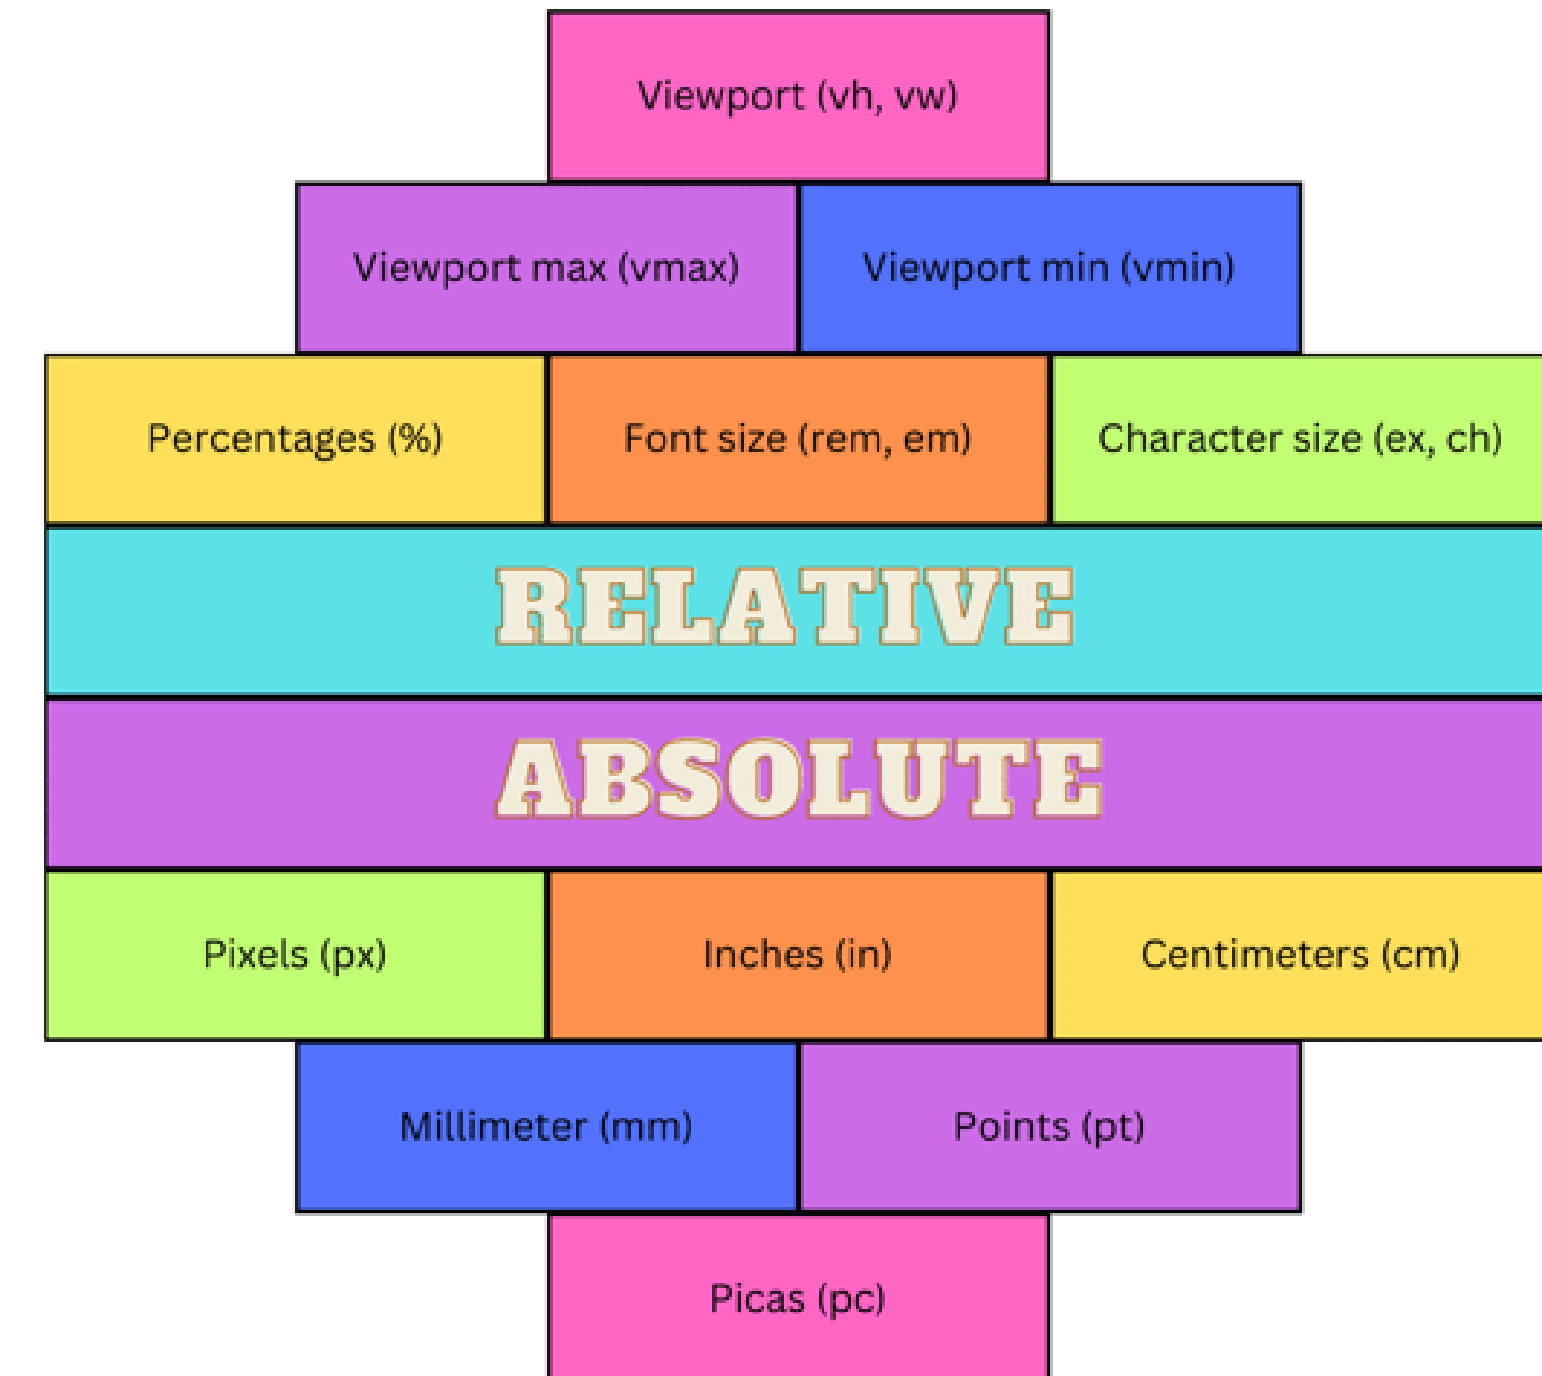 Viewport (vh, vw)
Viewport max (vmax) Viewport min (vmin)
Percentages (%) Font size (rem, em) Character size (ex, ch)
RELATIVE
ABSOLUTE
Pixels (px) Inches (in) Centimeters (cm)
Millimeter (mm) Points (pt)
Picas (pc)